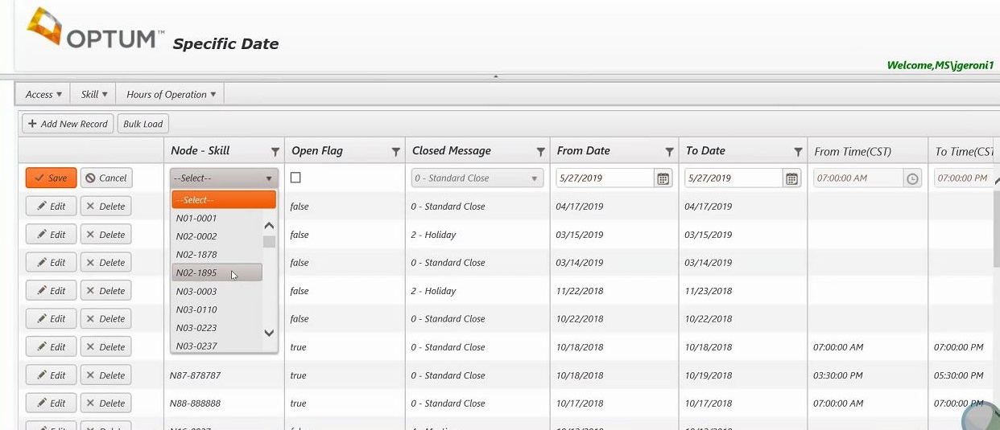 OPTUM™ Specific Date
Welcome,MS\jgeroni1
Access Skill Hours of Operation
+ Add New Record Bulk Load
Node - Skill Open Flag Closed Message From Date To Date From Time(CST) To Time(CST
Save Cancel --Select-- 0 - Standard Close 5/27/2019 5/27/2019 07:00:00 AM 07:00:00 PM
--Select--
Edit Delete false 0 - Standard Close 04/17/2019 04/17/2019
N01-0001
Edit Delete N02-0002 false 2 - Holiday 03/15/2019 03/15/2019
N02-1878
Edit Delete false 0 - Standard Close 03/14/2019 03/14/2019
N02-1895
Edit Delete N03-0003 false 2 - Holiday 11/22/2018 11/23/2018
N03-0110
Edit Delete false 0 - Standard Close 10/22/2018 10/22/2018
N03-0223
Edit Delete N03-0237 true 0 - Standard Close 10/18/2018 10/18/2018 07:00:00 AM 07:00:00 PM
Edit Delete N87-878787 true 0 - Standard Close 10/18/2018 10/19/2018 03:30:00 PM 05:30:00 PM
Edit Delete N88-888888 true 0 - Standard Close 10/17/2018 10/17/2018 07:00:00 AM 07:00:00 PM